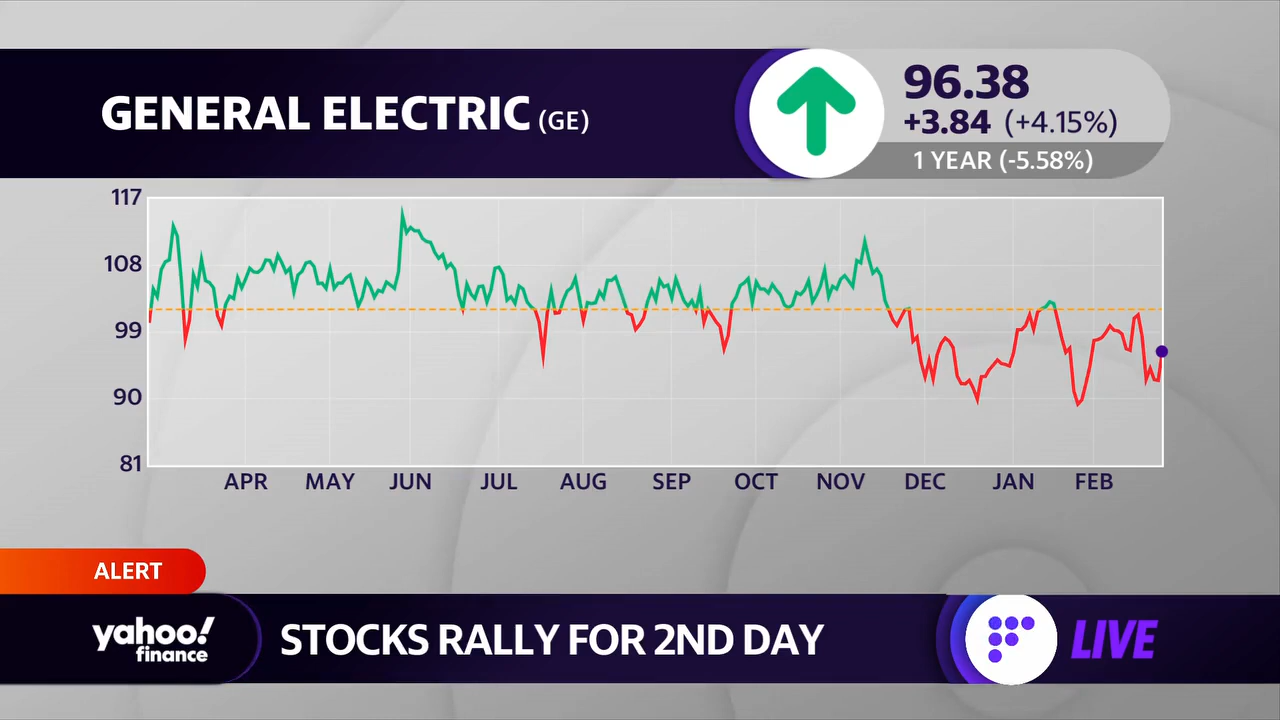 GENERAL ELECTRIC (GE)
96.38
+3.84 (+4.15%)
1 YEAR (-5.58%)
117
108
99
90
81
APR MAY JUN JUL AUG SEP OCT NOV DEC JAN FEB
ALERT
yahoo!
finance
STOCKS RALLY FOR 2ND DAY
LIVE